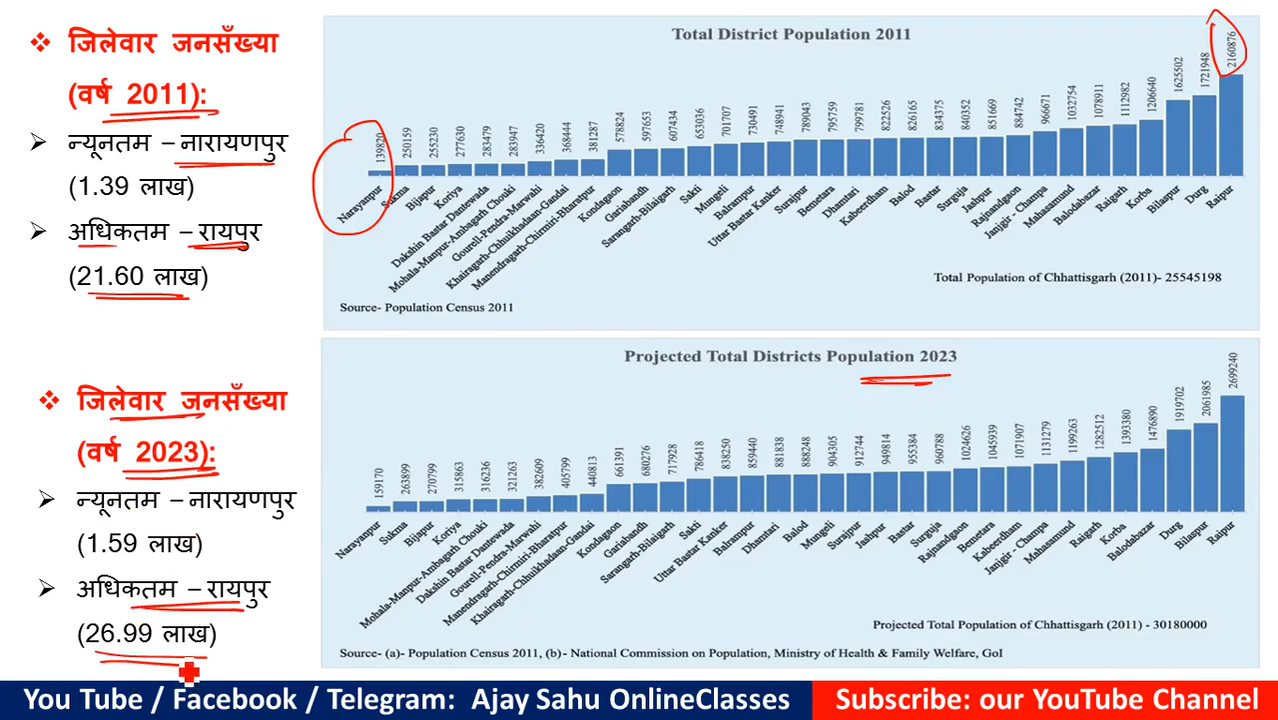 ❖ जिलेवार जनसँख्या
(वर्ष 2011):
➢ न्यूनतम – नारायणपुर
(1.39 लाख)
➢ अधिकतम – रायपुर
(21.60 लाख)
Total District Population 2011
139820 250159 255230 277630 283479 283947 336420 368444 381287 578824 597653 607434 653036 701707 730491 748941 789043 795759 799781 822526 826165 834375 840352 851669 884742 966671 1032754 1078911 1112982 1206640 1625502 1721948 2160876
Narayanpur Sukma Bijapur Koriya Dakshin Bastar Dantewada Mohala-Manpur-Ambagarh Chouki Gourell-Pendra-Marwahi Khairagarh-Chhuikhadaan-Gandai Manendragarh-Chirmiri-Bharatpur Kondagaon Gariabandh Sarangarh-Bilaigarh Sakti Mungeli Balrampur Uttar Bastar Kanker Surajpur Bemetara Dhamtari Kabeerdham Balod Bastar Surguja Jashpur Rajnandgaon Janjgir - Champa Mahasamund Balodabazar Raigarh Korba Bilaspur Durg Raipur
Total Population of Chhattisgarh (2011)- 25545198
Source- Population Census 2011
❖ जिलेवार जनसँख्या
(वर्ष 2023):
➢ न्यूनतम – नारायणपुर
(1.59 लाख)
➢ अधिकतम – रायपुर
(26.99 लाख)
Projected Total Districts Population 2023
159170 263899 270799 315863 316236 321263 382609 405799 440813 661391 680276 717928 786418 838250 859440 881838 888248 904305 912744 949814 955384 960788 1024626 1045939 1071907 1131279 1199263 1282512 1393380 1476890 1919702 2061985 2699240
Narayanpur Sukma Bijapur Koriya Mohala-Manpur-Ambagarh Chouki Dakshin Bastar Dantewada Gourell-Pendra-Marwahi Manendragarh-Chirmiri-Bharatpur Khairagarh-Chhuikhadaan-Gandai Kondagaon Gariabandh Sarangarh-Bilaigarh Sakti Uttar Bastar Kanker Balrampur Dhamtari Balod Mungeli Surajpur Jashpur Bastar Surguja Rajnandgaon Bemetara Kabeerdham Janjgir - Champa Mahasamund Raigarh Korba Balodabazar Durg Bilaspur Raipur
Projected Total Population of Chhattisgarh (2011) - 30180000
Source- (a)- Population Census 2011, (b)- National Commission on Population, Ministry of Health & Family Welfare, GoI
You Tube / Facebook / Telegram: Ajay Sahu OnlineClasses
Subscribe: our YouTube Channel